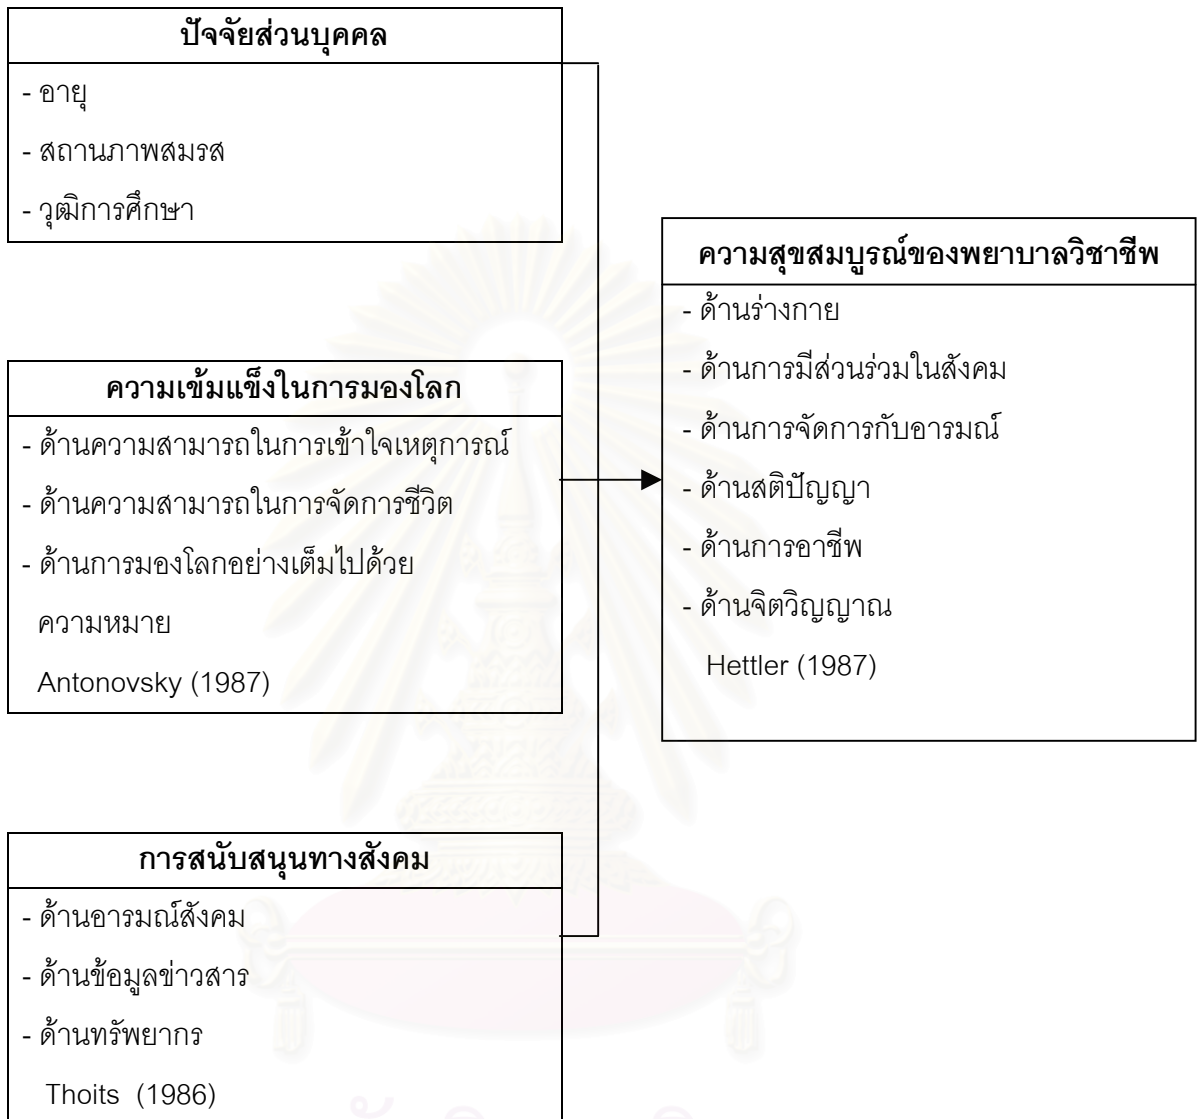 ปัจจัยส่วนบุคคล
- อายุ
- สถานภาพสมรส
- วุฒิการศึกษา
ความเข้มแข็งในการมองโลก
- ด้านความสามารถในการเข้าใจเหตุการณ์
- ด้านความสามารถในการจัดการชีวิต
- ด้านการมองโลกอย่างเต็มไปด้วย
ความหมาย
Antonovsky (1987)
การสนับสนุนทางสังคม
- ด้านอารมณ์สังคม
- ด้านข้อมูลข่าวสาร
- ด้านทรัพยากร
Thoits (1986)
ความสุขสมบูรณ์ของพยาบาลวิชาชีพ
- ด้านร่างกาย
- ด้านการมีส่วนร่วมในสังคม
- ด้านการจัดการกับอารมณ์
- ด้านสติปัญญา
- ด้านการอาชีพ
- ด้านจิตวิญญาณ
Hettler (1987)